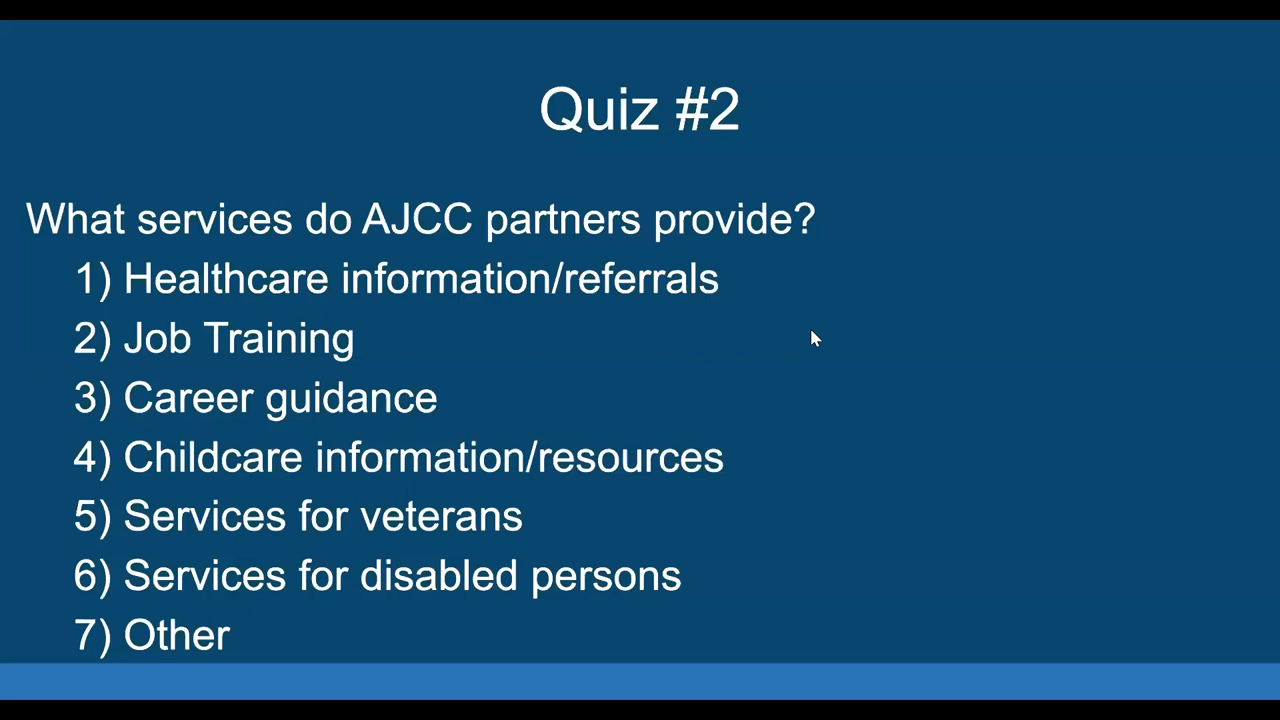 Quiz #2
What services do AJCC partners provide?
1) Healthcare information/referrals
2) Job Training
3) Career guidance
4) Childcare information/resources
5) Services for veterans
6) Services for disabled persons
7) Other